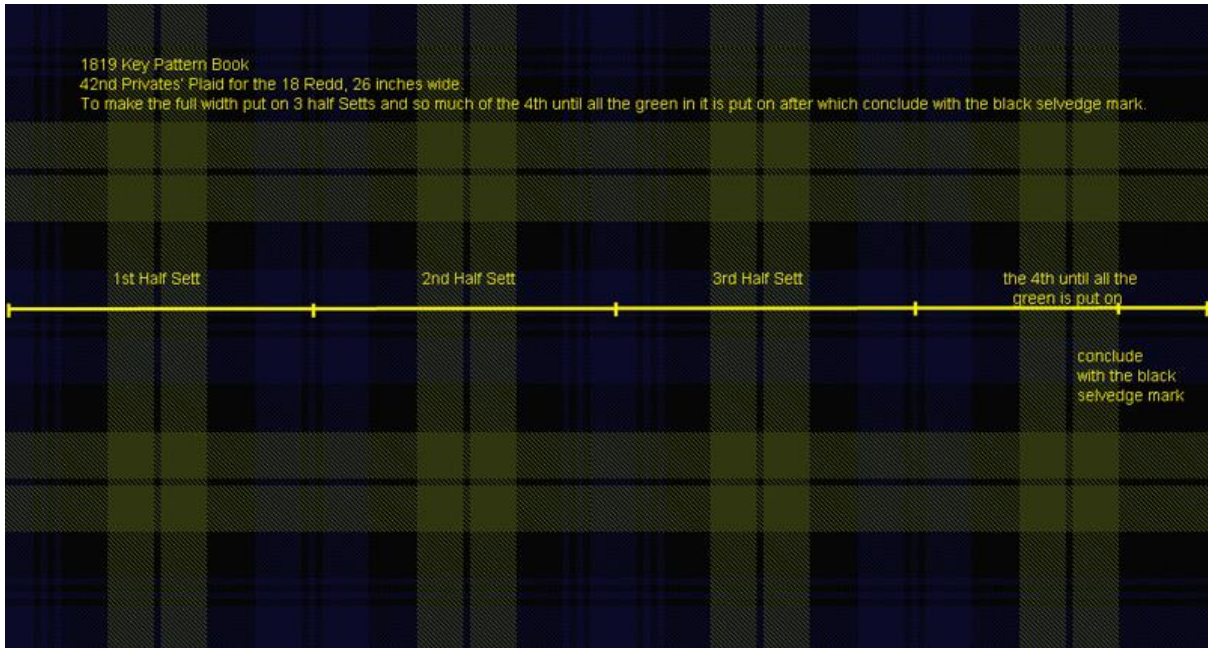 1819 Key Pattern Book
42nd Privates' Plaid for the 18 Redd, 26 inches wide.
To make the full width put on 3 half Setts and so much of the 4th until all the green in it is put on after which conclude with the black selvedge mark.
1st Half Sett
2nd Half Sett
3rd Half Sett
the 4th until all the
green is put on
conclude
with the black
selvedge mark